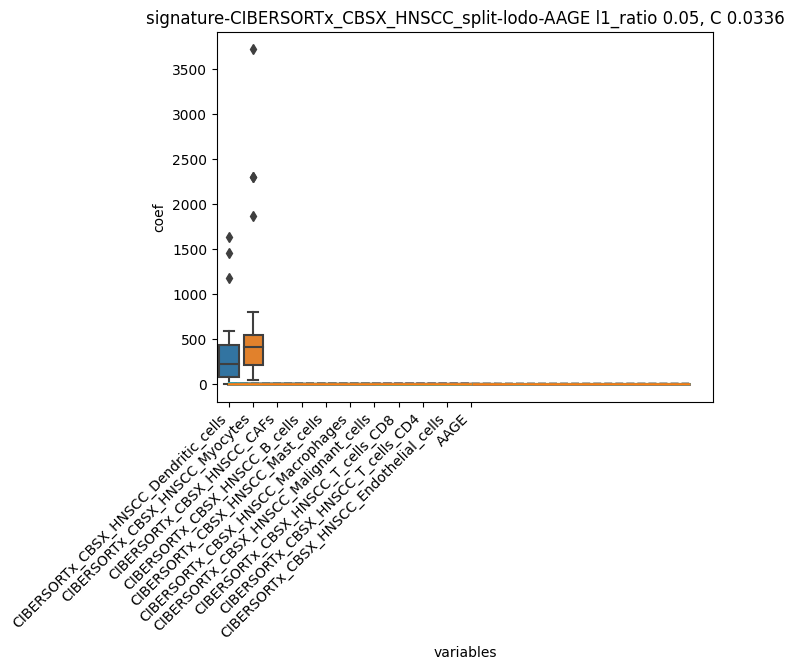 signature-CIBERSORTx_CBSX_HNSCC_split-lodo-AAGE l1_ratio 0.05, C 0.0336
3500
3000
2500
2000
1500
1000
500
0
coef
CIBERSORTx_CBSX_HNSCC_Dendritic_cells
CIBERSORTx_CBSX_HNSCC_Myocytes
CIBERSORTx_CBSX_HNSCC_CAFs
CIBERSORTx_CBSX_HNSCC_B_cells
CIBERSORTx_CBSX_HNSCC_Mast_cells
CIBERSORTx_CBSX_HNSCC_Macrophages
CIBERSORTx_CBSX_HNSCC_Malignant_cells
CIBERSORTx_CBSX_HNSCC_T_cells_CD8
CIBERSORTx_CBSX_HNSCC_T_cells_CD4
CIBERSORTx_CBSX_HNSCC_Endothelial_cells
AAGE
variables